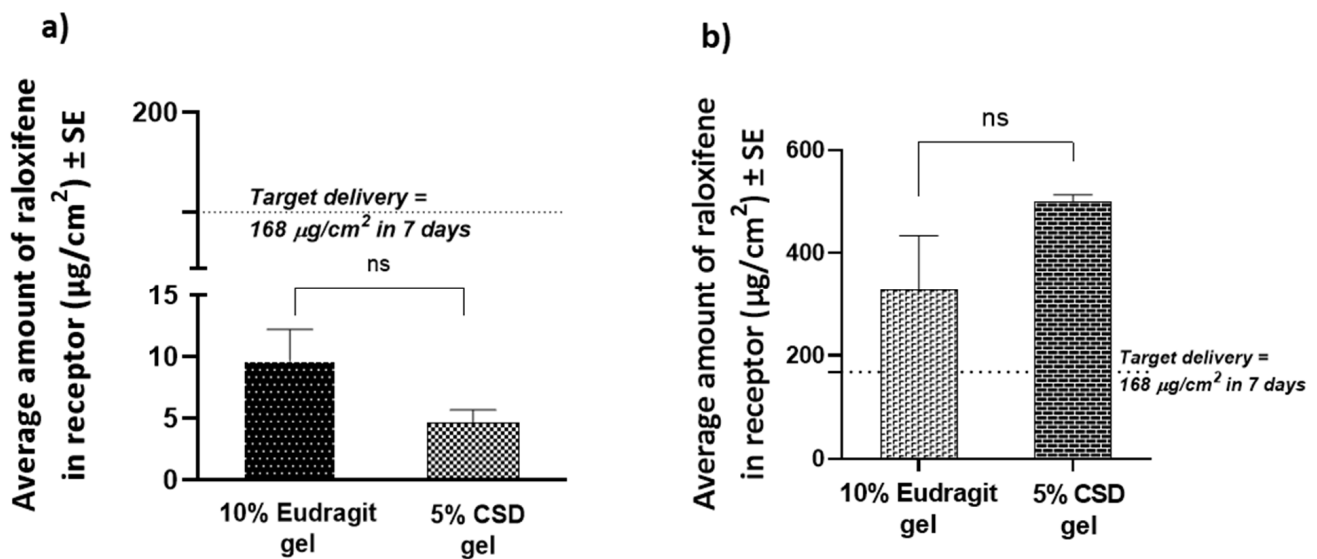 a)
Average amount of raloxifene
in receptor (µg/cm²) ± SE
200
Target delivery =
168 µg/cm² in 7 days
ns
15
10
5
0
10% Eudragit
gel
5% CSD
gel
b)
Average amount of raloxifene
in receptor (µg/cm²) ± SE
ns
600
400
200
0
Target delivery =
168 µg/cm² in 7 days
10% Eudragit
gel
5% CSD
gel